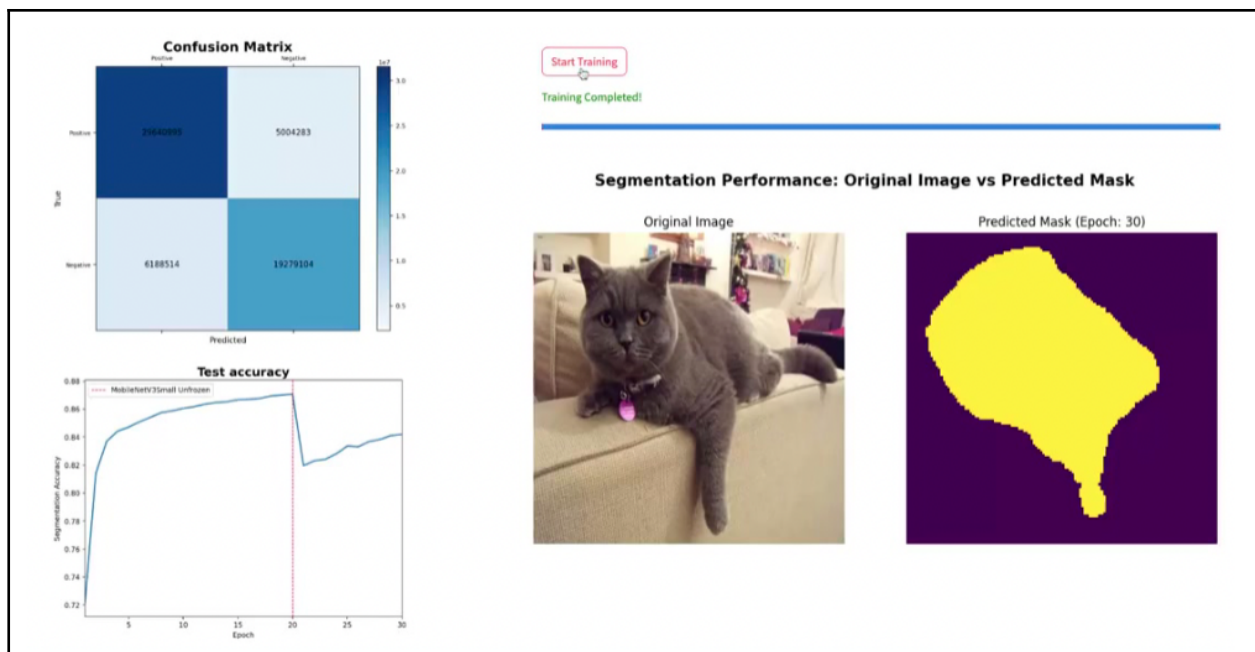 Confusion Matrix
Positive
Negative
1e7
3.0
2.5
2.0
1.5
1.0
0.5
Positive
5004283
True
Negative
6188514
19279104
Predicted
Test accuracy
0.88
0.86
0.84
0.82
0.80
0.78
0.76
0.74
0.72
MobileNetV3Small Unfrozen
Segmentation Accuracy
5
10
15
20
25
30
Epoch
Start Training
Training Completed!
Segmentation Performance: Original Image vs Predicted Mask
Original Image
Predicted Mask (Epoch: 30)